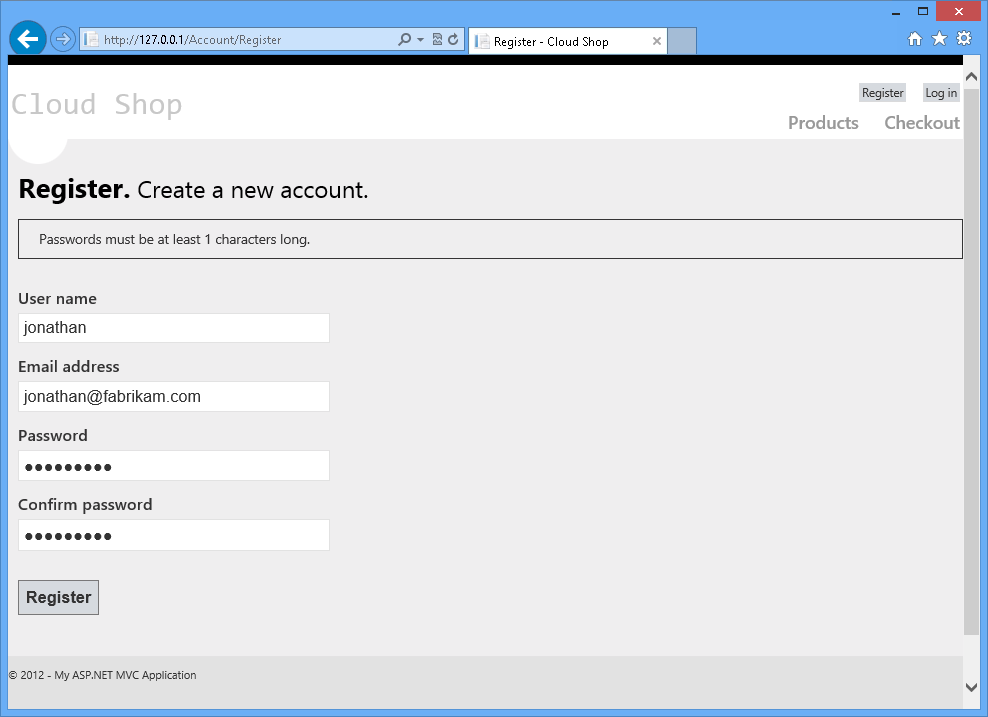 http://127.0.0.1/Account/Register
Register - Cloud Shop
Cloud Shop
Register
Log in
Products
Checkout
Register. Create a new account.
Passwords must be at least 1 characters long.
User name
jonathan
Email address
jonathan@fabrikam.com
Password
Confirm password
Register
© 2012 - My ASP.NET MVC Application